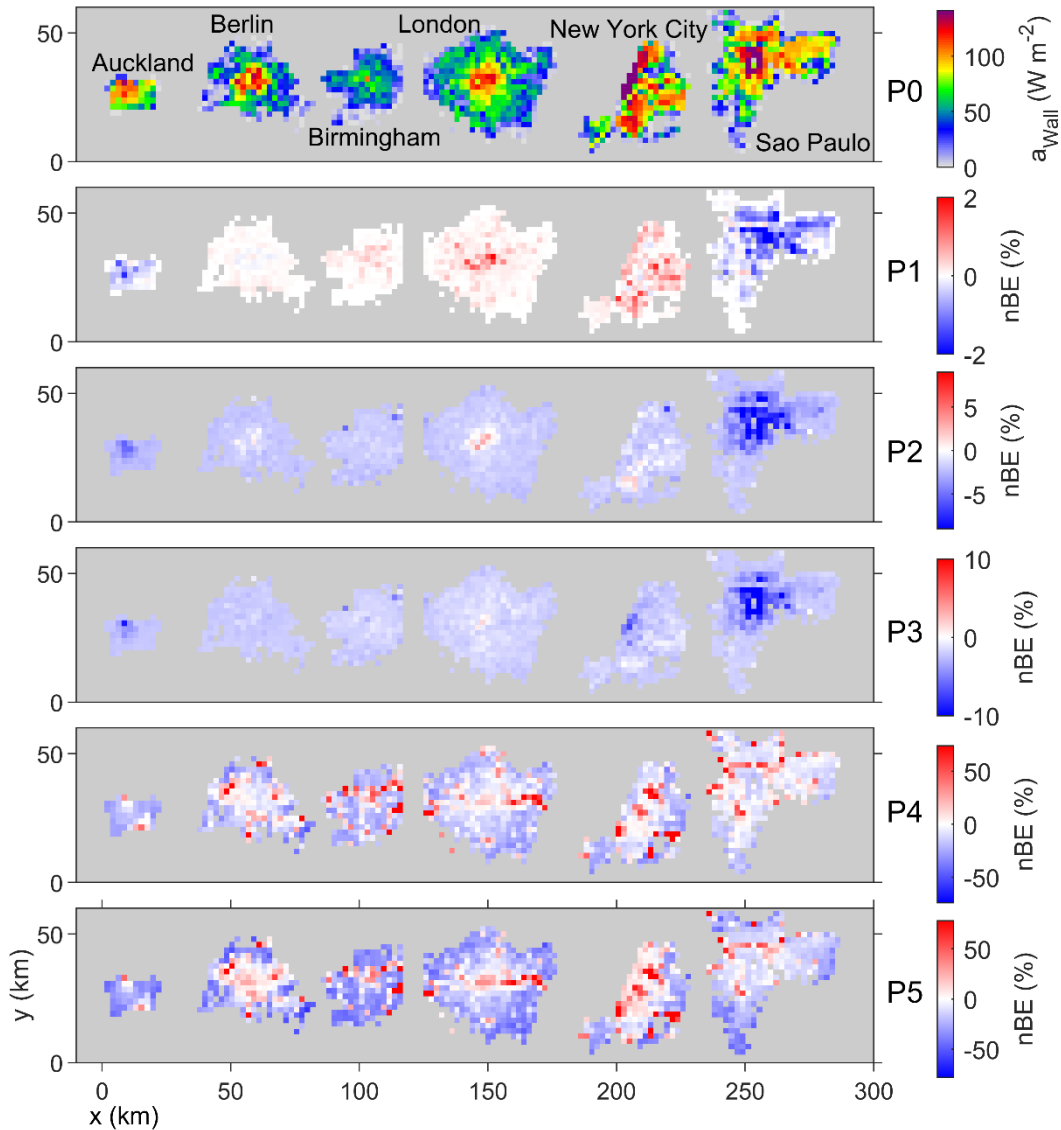 Berlin
London
New York City
Auckland
Birmingham
Sao Paulo
50
0
P0
100
50
0
a_Wall (W m⁻²)
50
0
P1
2
0
-2
nBE (%)
50
0
P2
5
0
-5
nBE (%)
50
0
P3
10
0
-10
nBE (%)
50
0
P4
50
0
-50
nBE (%)
50
0
y (km)
P5
50
0
-50
nBE (%)
0 50 100 150 200 250 300
x (km)